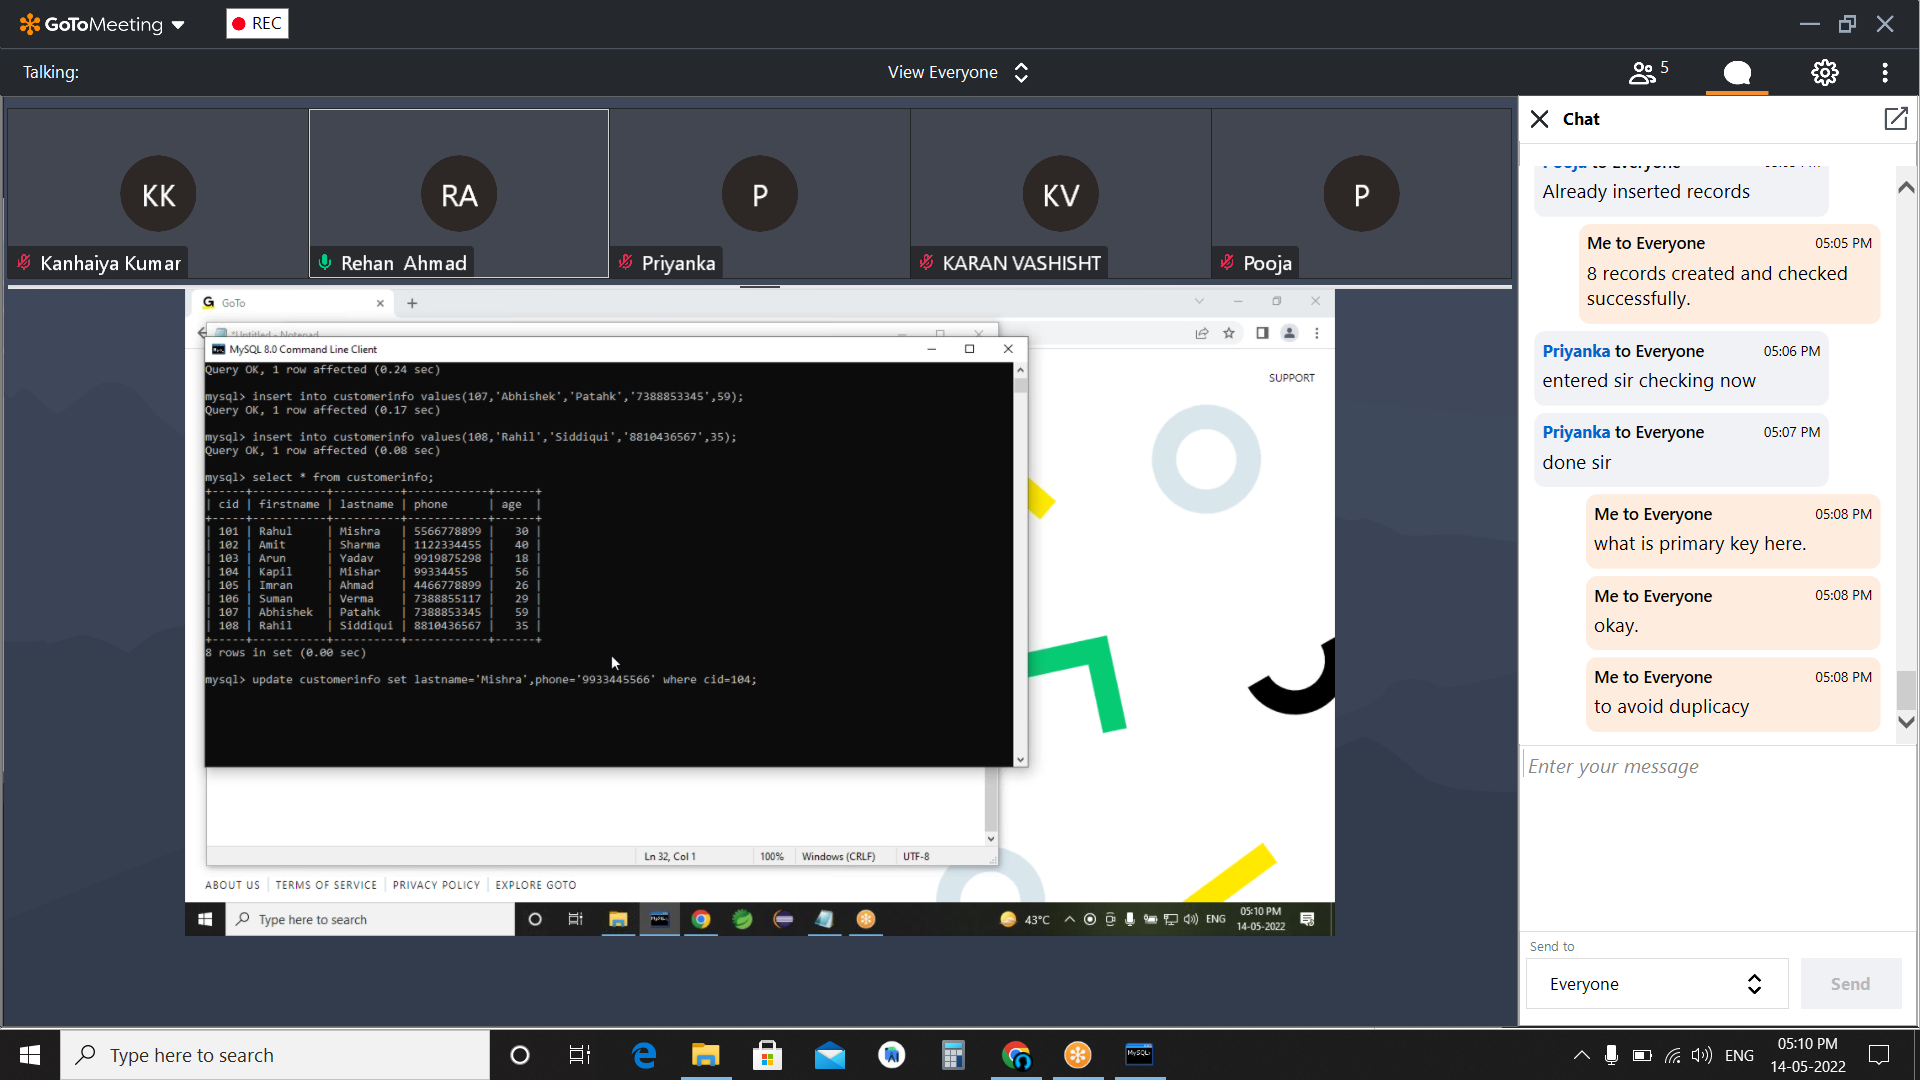 GoToMeeting
REC
Talking:
View Everyone
5
KK
RA
P
KV
P
Kanhaiya Kumar
Rehan Ahmad
Priyanka
KARAN VASHISHT
Pooja
GoTo
*Untitled - Notepad
MySQL 8.0 Command Line Client
SUPPORT
Query OK, 1 row affected (0.24 sec)
mysql> insert into customerinfo values(107,'Abhishek','Patahk','7388853345',59);
Query OK, 1 row affected (0.17 sec)
mysql> insert into customerinfo values(108,'Rahil','Siddiqui','8810436567',35);
Query OK, 1 row affected (0.08 sec)
mysql> select * from customerinfo;
+-----+-----------+----------+------------+------+
| cid | firstname | lastname | phone | age |
+-----+-----------+----------+------------+------+
| 101 | Rahul | Mishra | 5566778899 | 30 |
| 102 | Amit | Sharma | 1122334455 | 40 |
| 103 | Arun | Yadav | 9919875298 | 18 |
| 104 | Kapil | Mishar | 99334455 | 56 |
| 105 | Imran | Ahmad | 4466778899 | 26 |
| 106 | Suman | Verma | 7388855117 | 29 |
| 107 | Abhishek | Patahk | 7388853345 | 59 |
| 108 | Rahil | Siddiqui | 8810436567 | 35 |
+-----+-----------+----------+------------+------+
8 rows in set (0.00 sec)
mysql> update customerinfo set lastname='Mishra',phone='9933445566' where cid=104;
Ln 32, Col 1
100%
Windows (CRLF)
UTF-8
ABOUT US
TERMS OF SERVICE
PRIVACY POLICY
EXPLORE GOTO
Type here to search
43°C
ENG
05:10 PM
14-05-2022
Chat
Pooja to Everyone
Already inserted records
Me to Everyone 05:05 PM
8 records created and checked
successfully.
Priyanka to Everyone 05:06 PM
entered sir checking now
Priyanka to Everyone 05:07 PM
done sir
Me to Everyone 05:08 PM
what is primary key here.
Me to Everyone 05:08 PM
okay.
Me to Everyone 05:08 PM
to avoid duplicacy
Enter your message
Send to
Everyone
Send
Type here to search
MySQL
ENG
05:10 PM
14-05-2022